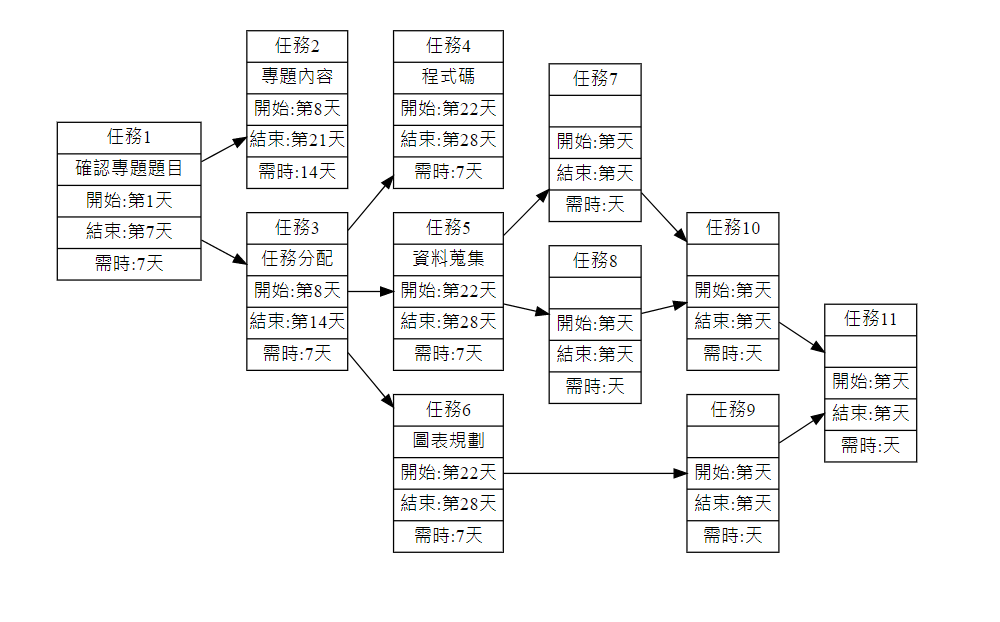 任務1
確認專題題目
開始:第1天
結束:第7天
需時:7天
任務2
專題內容
開始:第8天
結束:第21天
需時:14天
任務3
任務分配
開始:第8天
結束:第14天
需時:7天
任務4
程式碼
開始:第22天
結束:第28天
需時:7天
任務5
資料蒐集
開始:第22天
結束:第28天
需時:7天
任務6
圖表規劃
開始:第22天
結束:第28天
需時:7天
任務7
開始:第天
結束:第天
需時:天
任務8
開始:第天
結束:第天
需時:天
任務10
開始:第天
結束:第天
需時:天
任務9
開始:第天
結束:第天
需時:天
任務11
開始:第天
結束:第天
需時:天